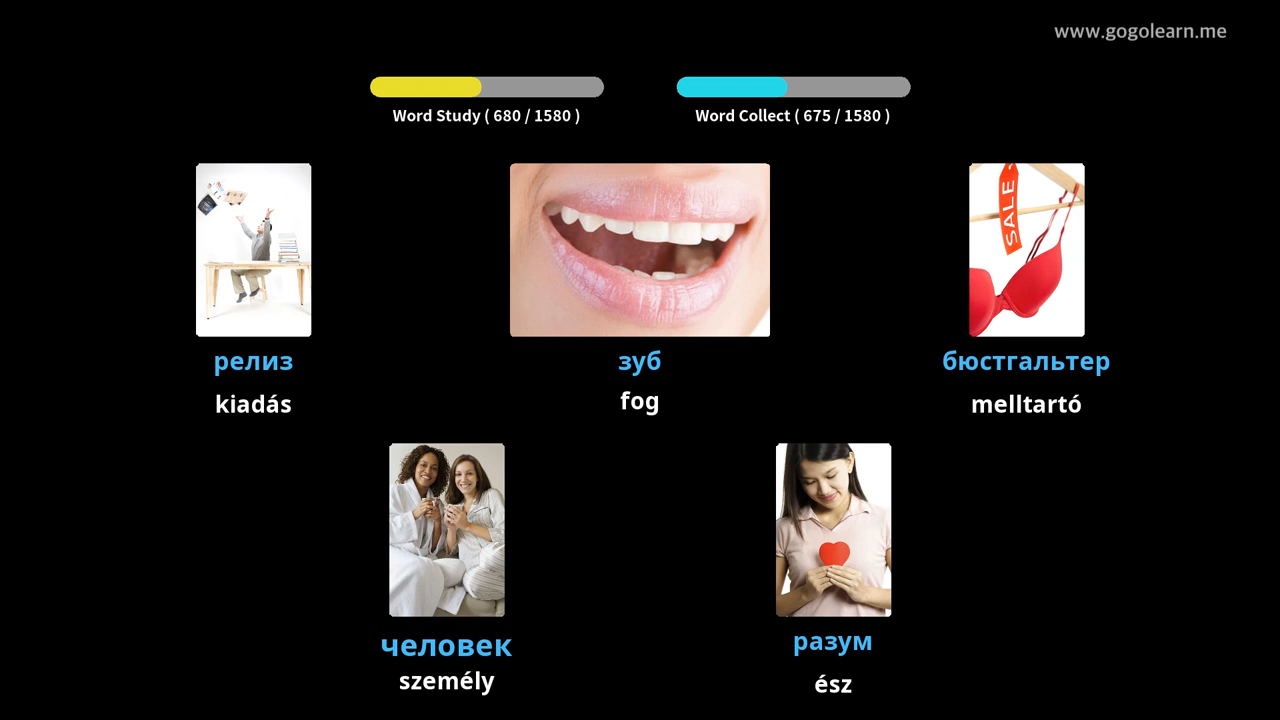 www.gogolearn.me
Word Study ( 680 / 1580 )
Word Collect ( 675 / 1580 )
SALE
релиз
зуб
бюстгальтер
kiadás
fog
melltartó
человек
разум
személy
ész